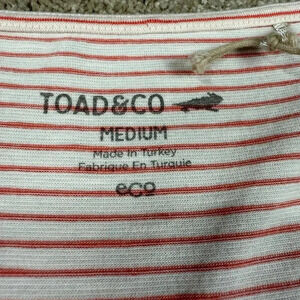 TOAD&CO
MEDIUM
Made In Turkey
Fabrique En Turquie
eco